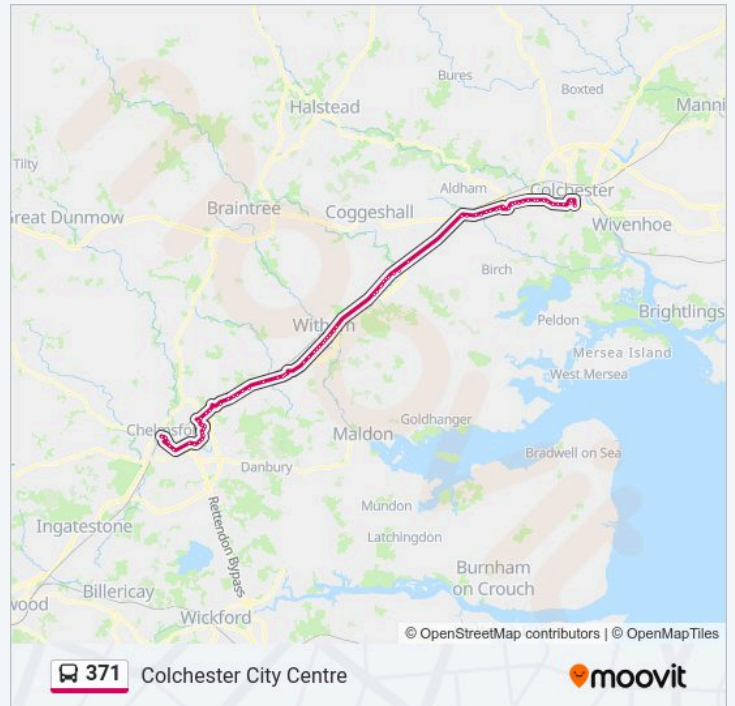 Bures
Boxted
Halstead
Manni
Tilty
Aldham
Colchester
Great Dunmow
Braintree
Coggeshall
Wivenhoe
Birch
Brightlings
Peldon
Witham
Mersea Island
West Mersea
Goldhanger
Chelmsford
Maldon
Bradwell on Sea
Danbury
Rettendon Bypass
Mundon
Ingatestone
Latchingdon
Burnham
on Crouch
Billericay
wood
Wickford
© OpenStreetMap contributors | © OpenMapTiles
371 Colchester City Centre
moovit